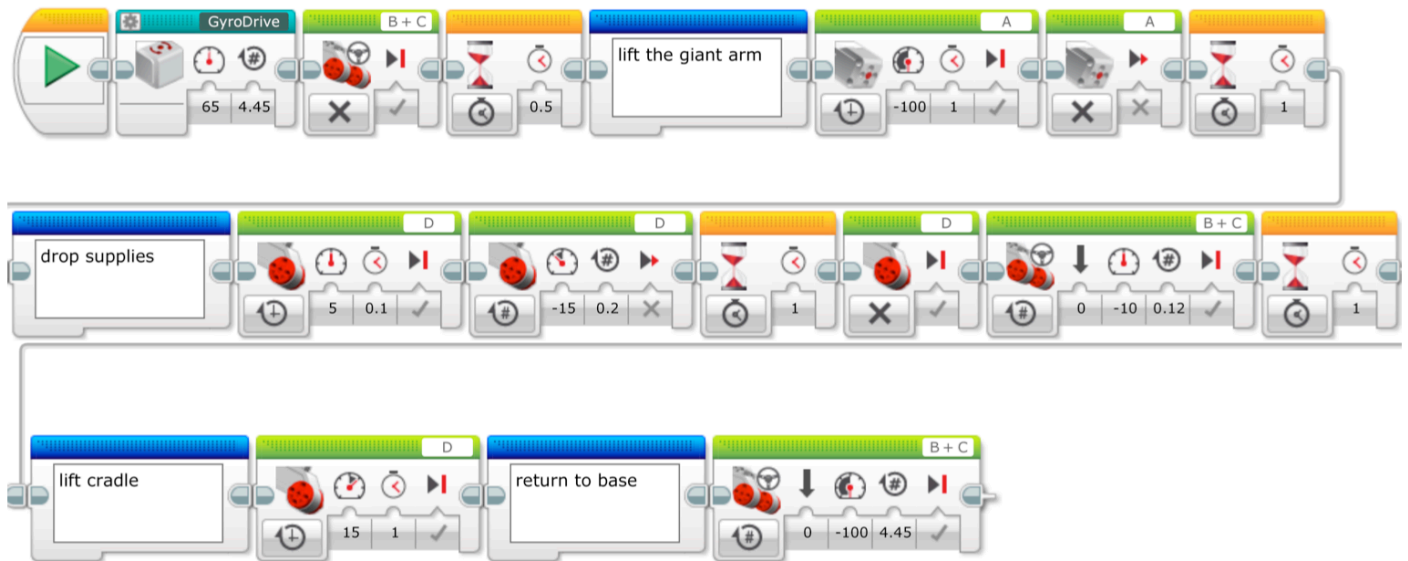 GyroDrive B + C A A
lift the giant arm
65 4.45 0.5 -100 1 1
D D D B + C
drop supplies
5 0.1 -15 0.2 1 0 -10 0.12 1
D B + C
lift cradle return to base
15 1 0 -100 4.45